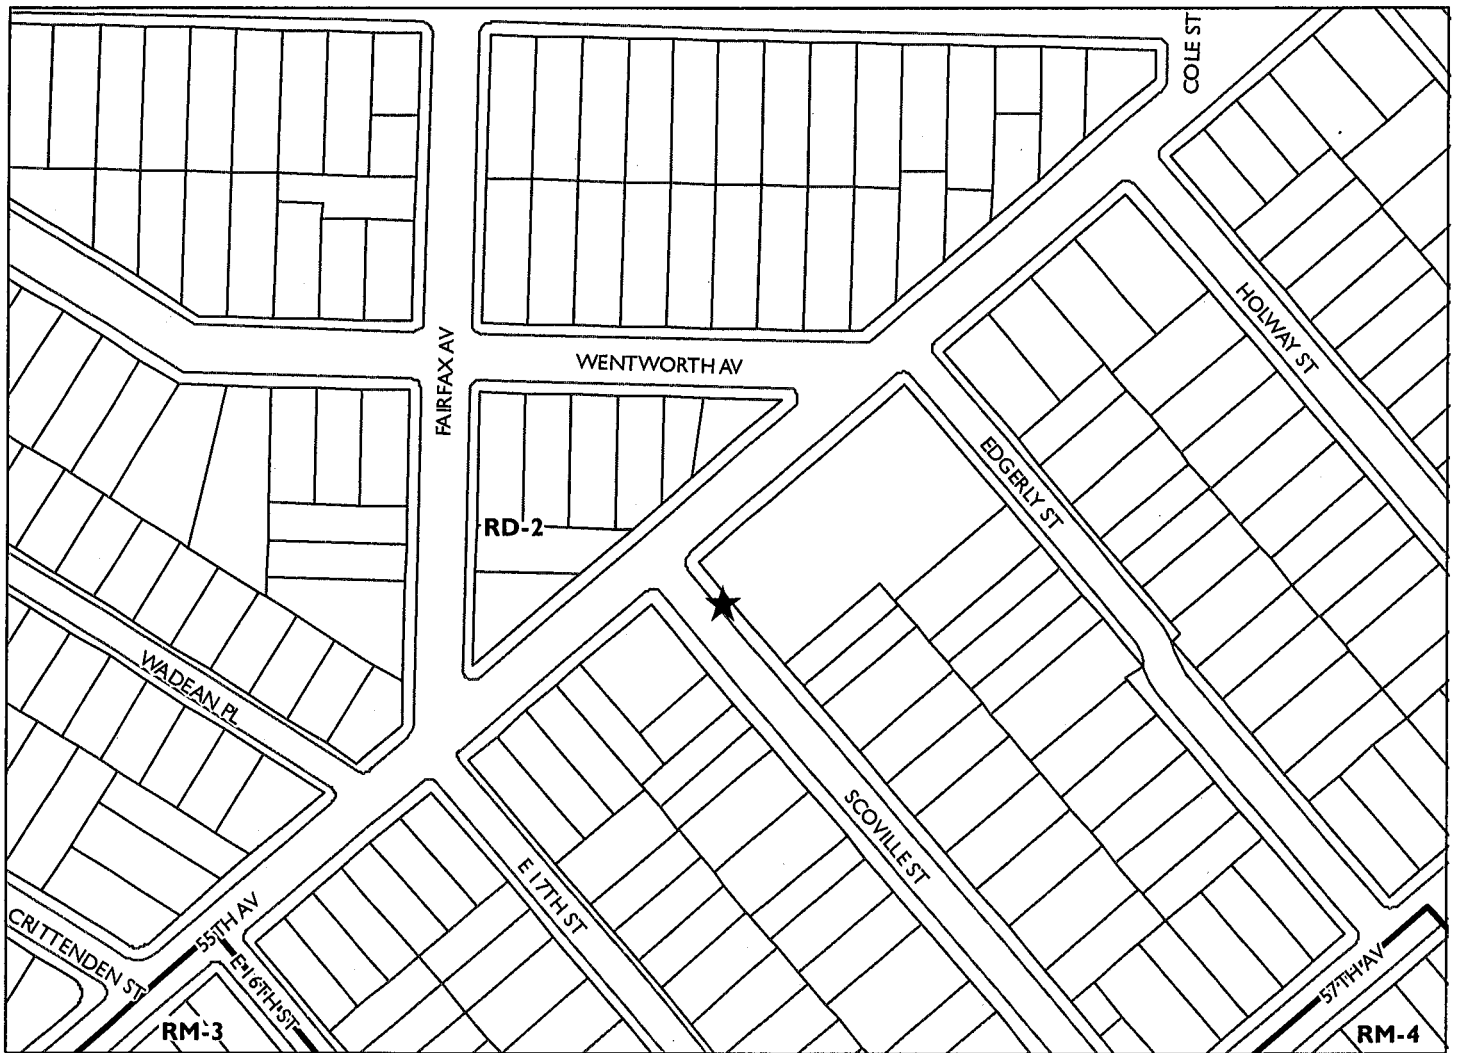 COLE ST
HOLWAY ST
FAIRFAX AV
WENTWORTH AV
EDGERLY ST
RD-2
WADEAN PL
SCOVILLE ST
E 17TH ST
CRITTENDEN ST
55TH AV
E 16TH ST
57TH AV
RM-3
RM-4